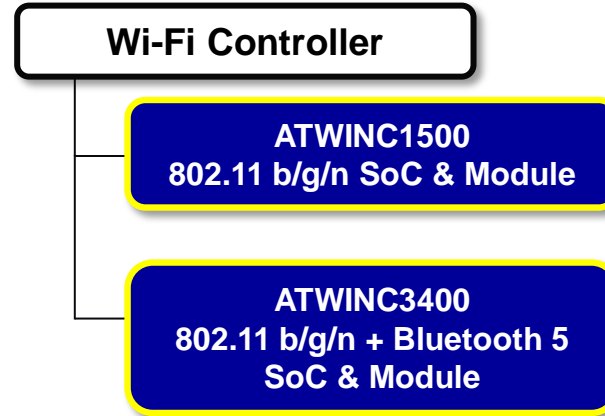 Wi-Fi Controller
ATWINC1500
802.11 b/g/n SoC & Module
ATWINC3400
802.11 b/g/n + Bluetooth 5
SoC & Module